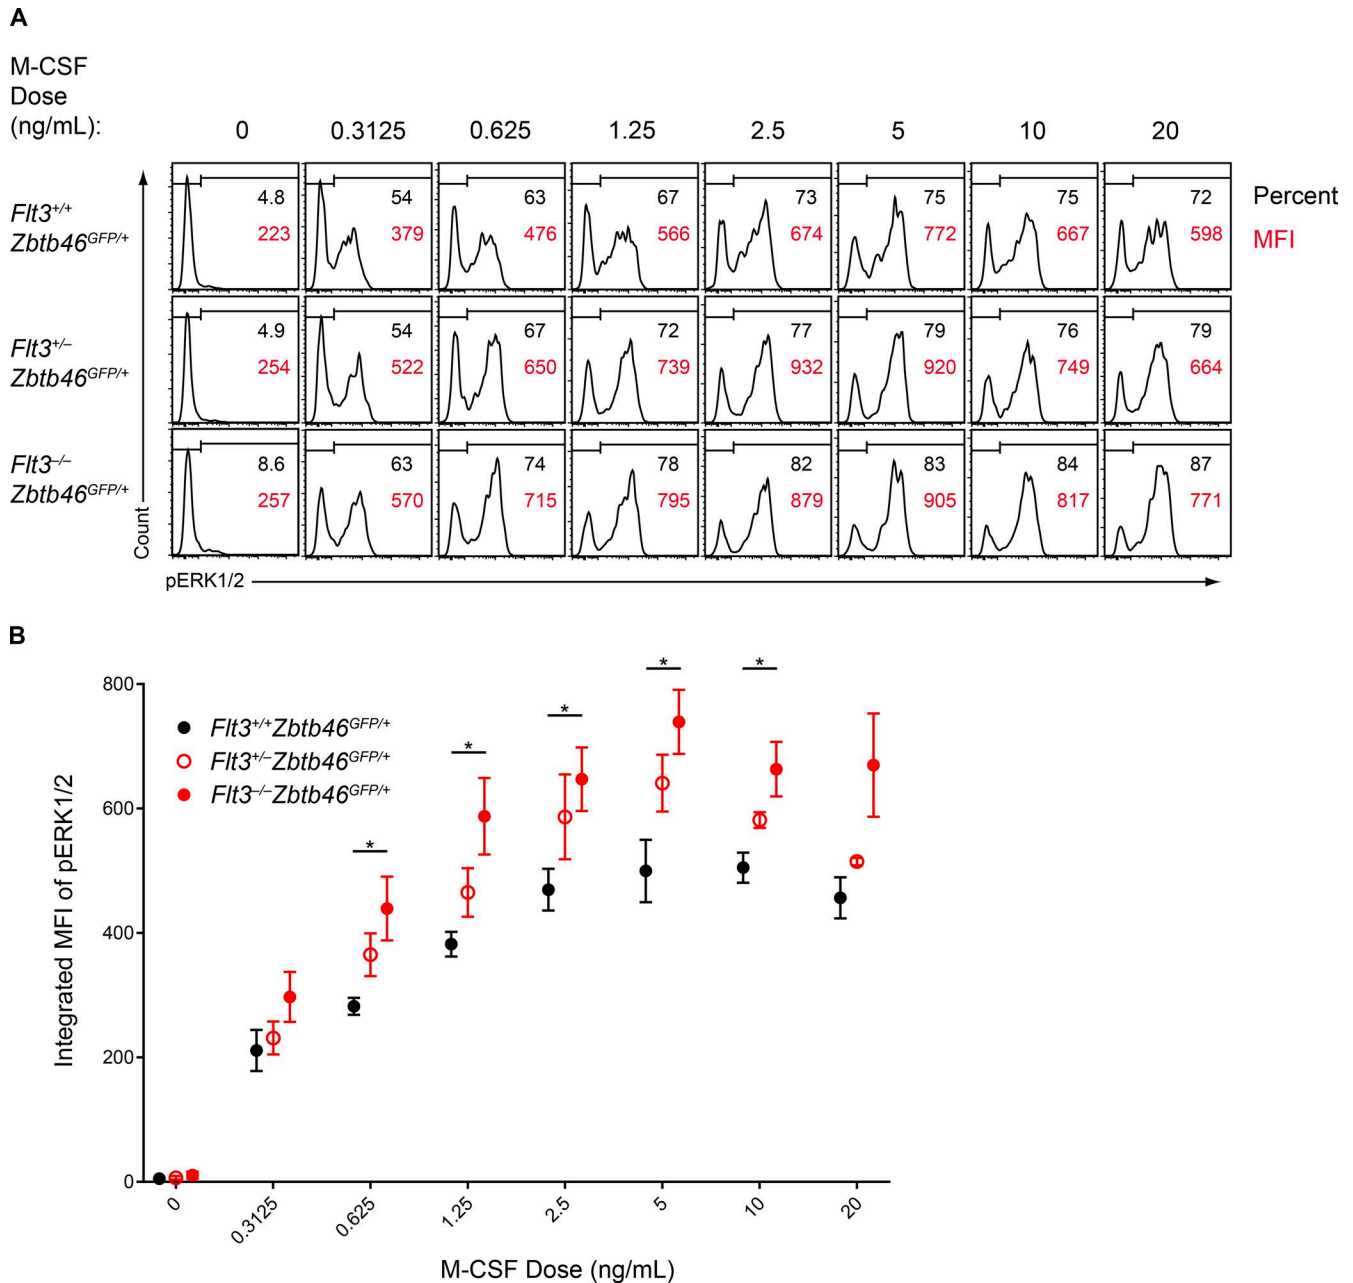 A
M-CSF
Dose
(ng/mL):
0 0.3125 0.625 1.25 2.5 5 10 20
Flt3+/+
Zbtb46GFP/+
4.8 54 63 67 73 75 75 72
223 379 476 566 674 772 667 598
Percent
MFI
Flt3+/–
Zbtb46GFP/+
4.9 54 67 72 77 79 76 79
254 522 650 739 932 920 749 664
Flt3–/–
Zbtb46GFP/+
8.6 63 74 78 82 83 84 87
257 570 715 795 879 905 817 771
Count
pERK1/2
B
* * * * *
Flt3+/+Zbtb46GFP/+
Flt3+/–Zbtb46GFP/+
Flt3–/–Zbtb46GFP/+
Integrated MFI of pERK1/2
800
600
400
200
0
0 0.3125 0.625 1.25 2.5 5 10 20
M-CSF Dose (ng/mL)